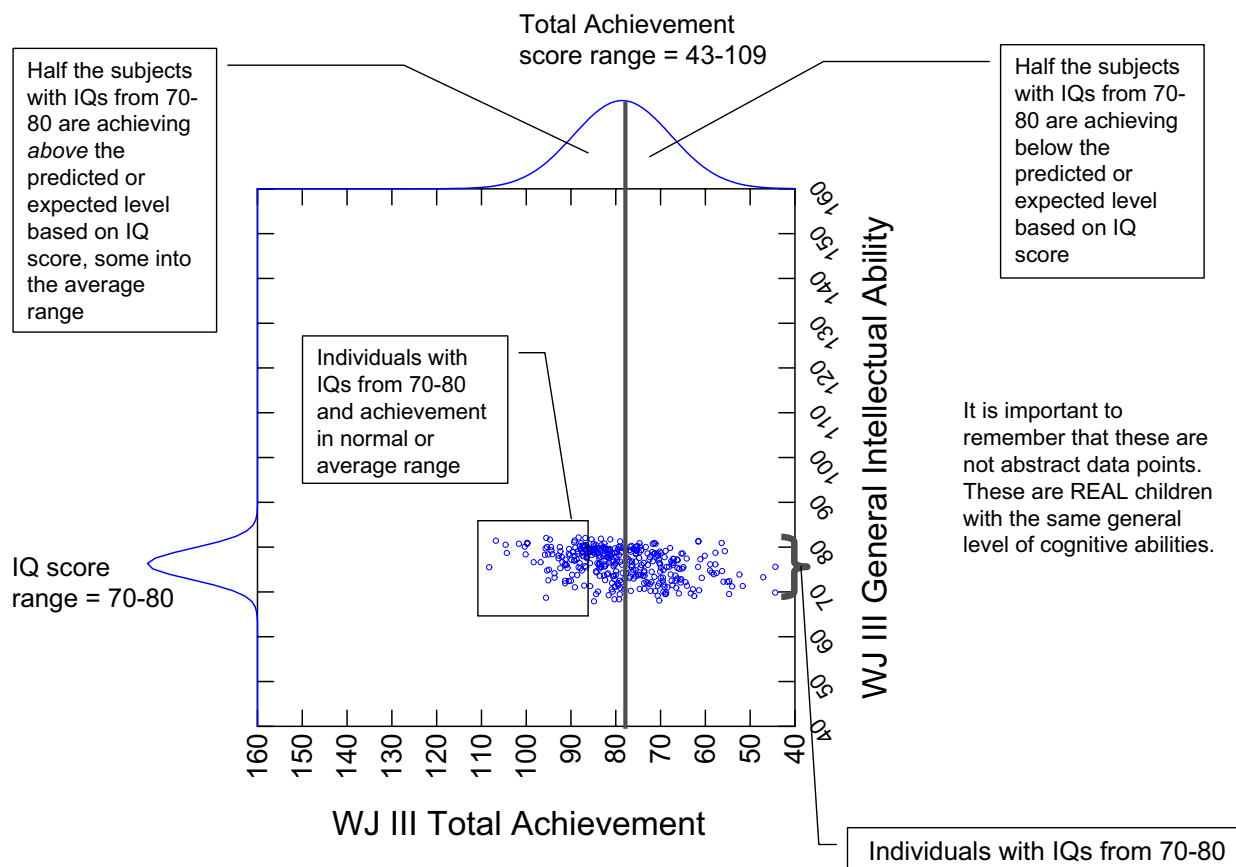 Total Achievement
score range = 43-109
Half the subjects
with IQs from 70-
80 are achieving
above the
predicted or
expected level
based on IQ
score, some into
the average
range
Half the subjects
with IQs from 70-
80 are achieving
below the
predicted or
expected level
based on IQ
score
Individuals with
IQs from 70-80
and achievement
in normal or
average range
It is important to
remember that these are
not abstract data points.
These are REAL children
with the same general
level of cognitive abilities.
IQ score
range = 70-80
160
150
140
130
120
110
100
90
80
70
60
50
40
WJ III General Intellectual Ability
160
150
140
130
120
110
100
90
80
70
60
50
40
WJ III Total Achievement
Individuals with IQs from 70-80